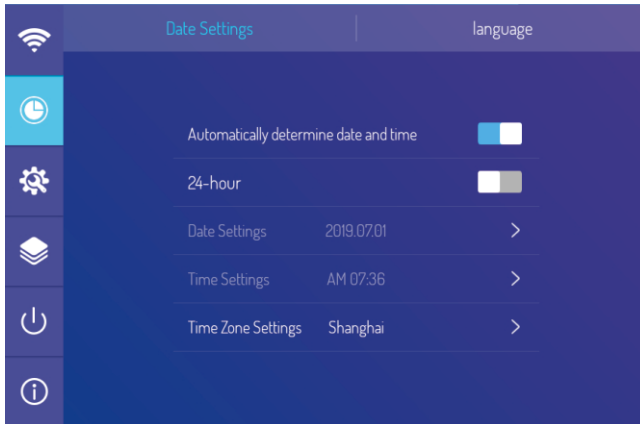 Date Settings language
Automatically determine date and time
24-hour
Date Settings 2019.07.01
Time Settings AM 07:36
Time Zone Settings Shanghai